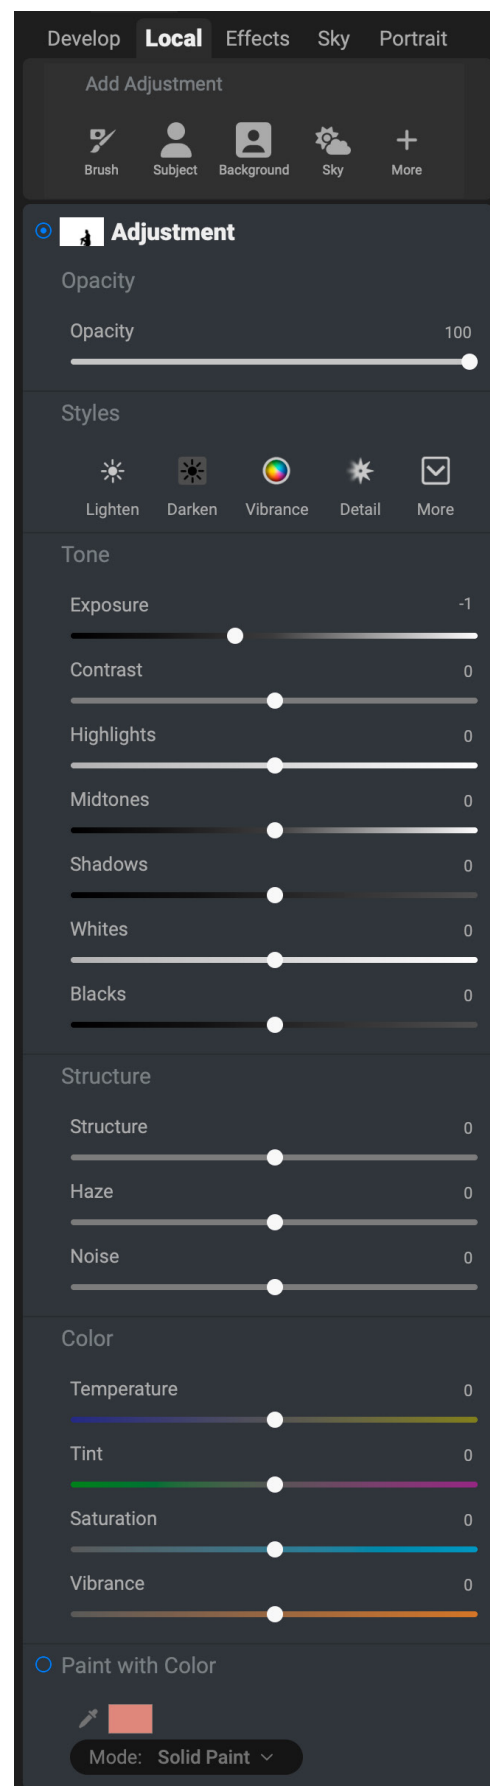 Develop Local Effects Sky Portrait
Add Adjustment
Brush Subject Background Sky More
Adjustment
Opacity
Opacity 100
Styles
Lighten Darken Vibrance Detail More
Tone
Exposure -1
Contrast 0
Highlights 0
Midtones 0
Shadows 0
Whites 0
Blacks 0
Structure
Structure 0
Haze 0
Noise 0
Color
Temperature 0
Tint 0
Saturation 0
Vibrance 0
Paint with Color
Mode: Solid Paint